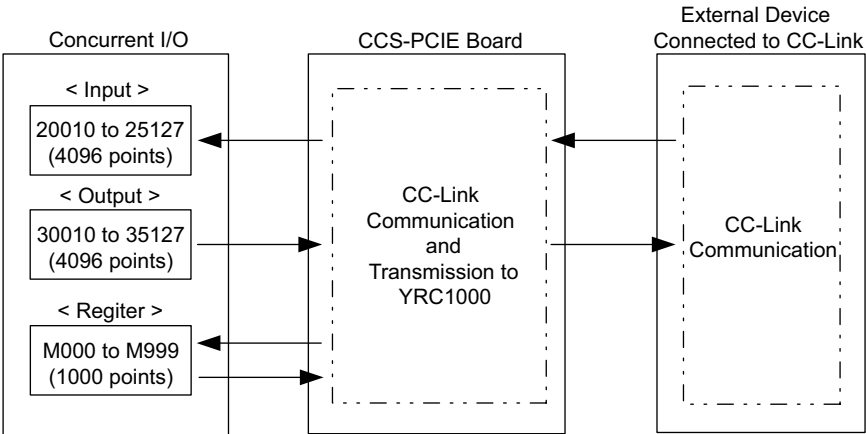 Concurrent I/O
< Input >
20010 to 25127
(4096 points)
< Output >
30010 to 35127
(4096 points)
< Regiter >
M000 to M999
(1000 points)
CCS-PCIE Board
CC-Link
Communication
and
Transmission to
YRC1000
External Device
Connected to CC-Link
CC-Link
Communication